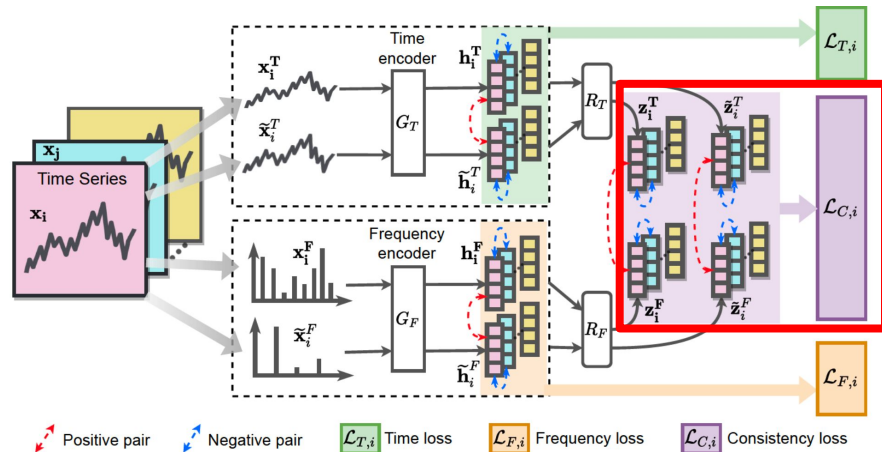 Time Series
x_i
x_j
x_i^T
x̃_i^T
Time
encoder
G_T
h_i^T
h̃_i^T
x_i^F
x̃_i^F
Frequency
encoder
G_F
h_i^F
h̃_i^F
R_T
R_F
z_i^T
z̃_i^T
z_i^F
z̃_i^F
ℒ_{T,i}
ℒ_{C,i}
ℒ_{F,i}
Positive pair
Negative pair
ℒ_{T,i} Time loss
ℒ_{F,i} Frequency loss
ℒ_{C,i} Consistency loss